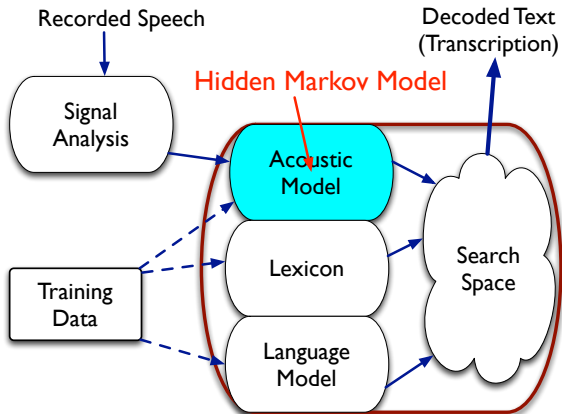 Recorded Speech
Decoded Text
(Transcription)
Hidden Markov Model
Signal
Analysis
Acoustic
Model
Lexicon
Search
Space
Training
Data
Language
Model